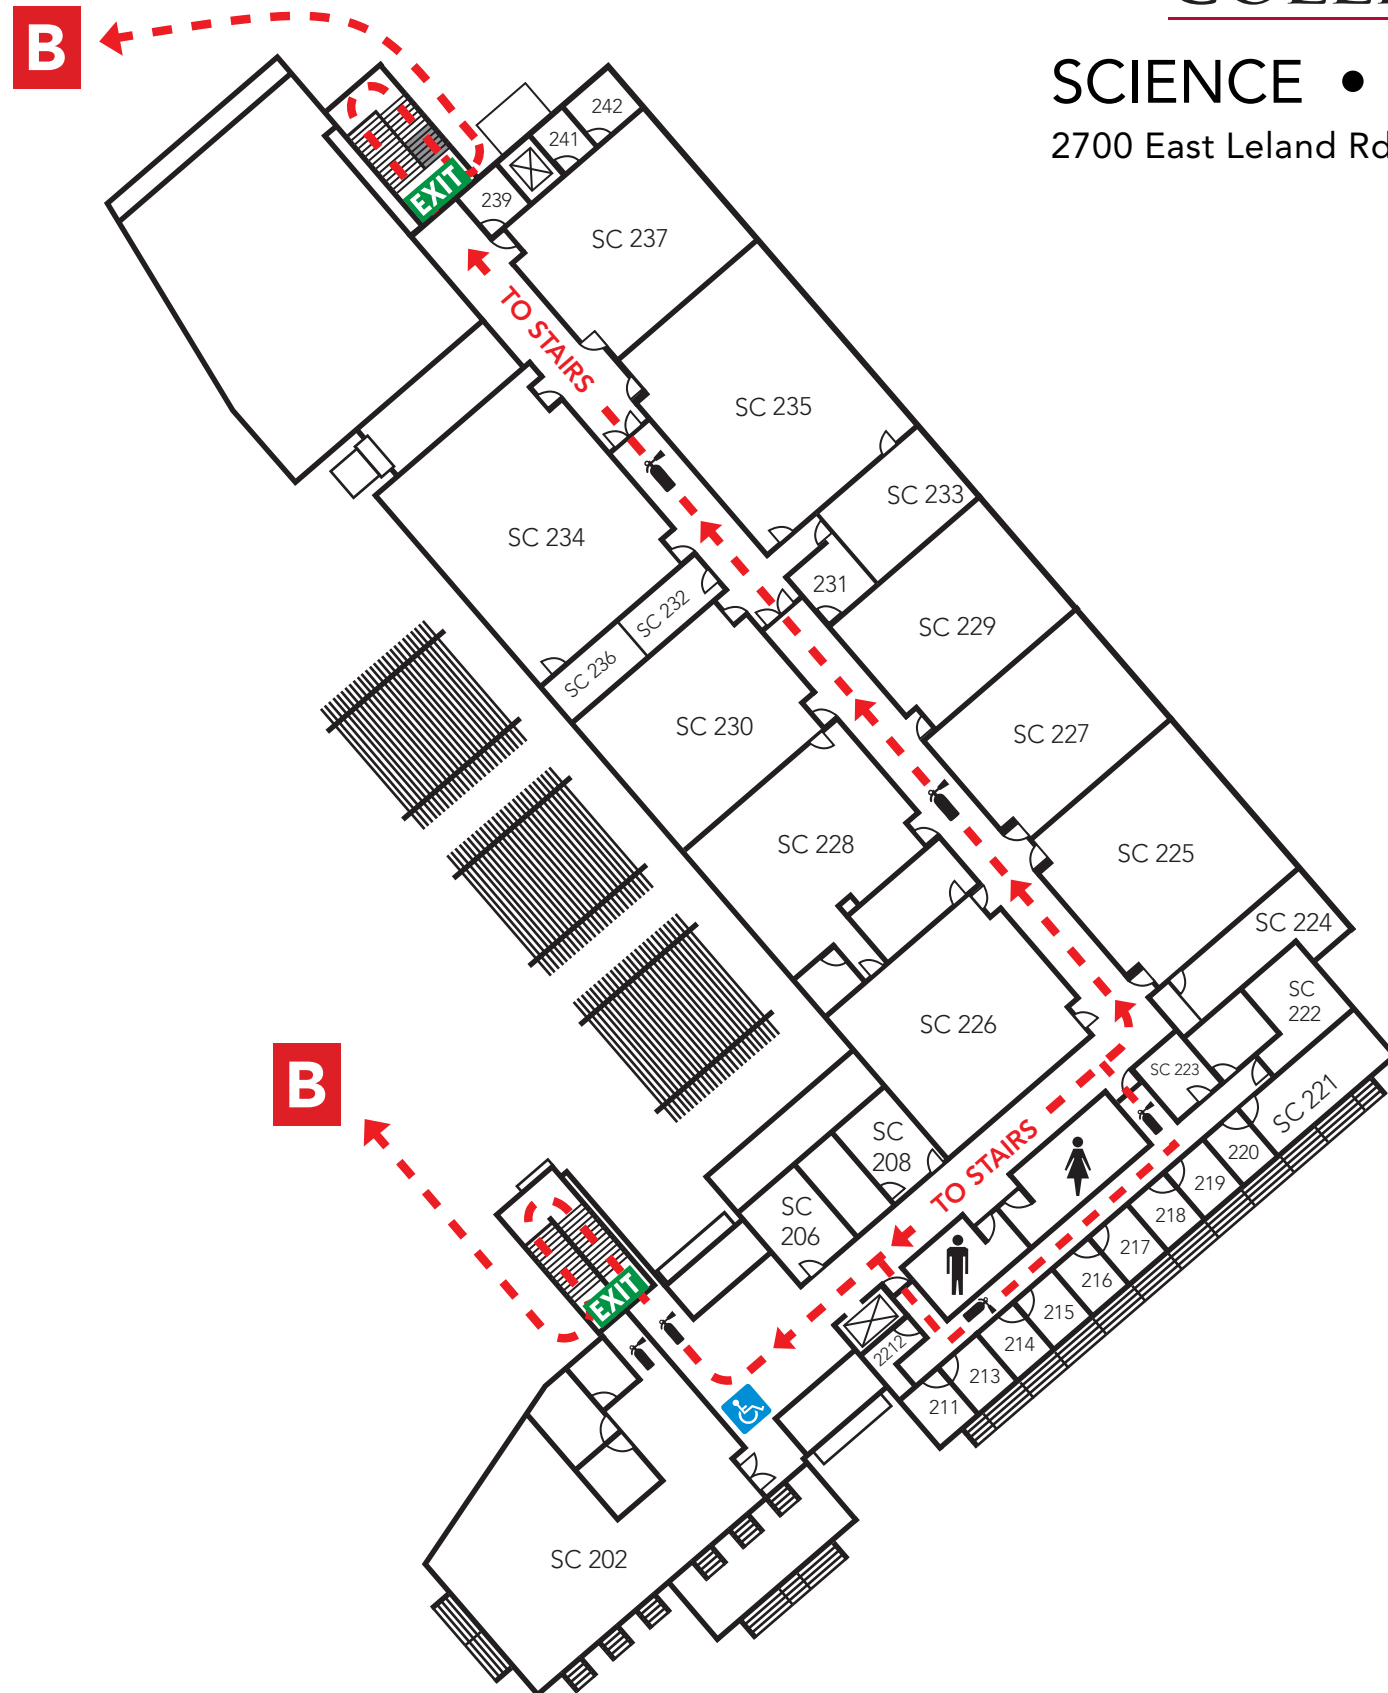 B
SCIENCE •
2700 East Leland Rd
242
241
239
EXIT
SC 237
TO STAIRS
SC 235
SC 233
SC 234
231
SC 232
SC 229
SC 236
SC 230
SC 227
SC 228
SC 225
SC 224
SC
222
SC 226
SC 223
B
SC 221
SC
208
TO STAIRS
220
219
SC
206
218
217
216
215
EXIT
214
2212
213
211
SC 202